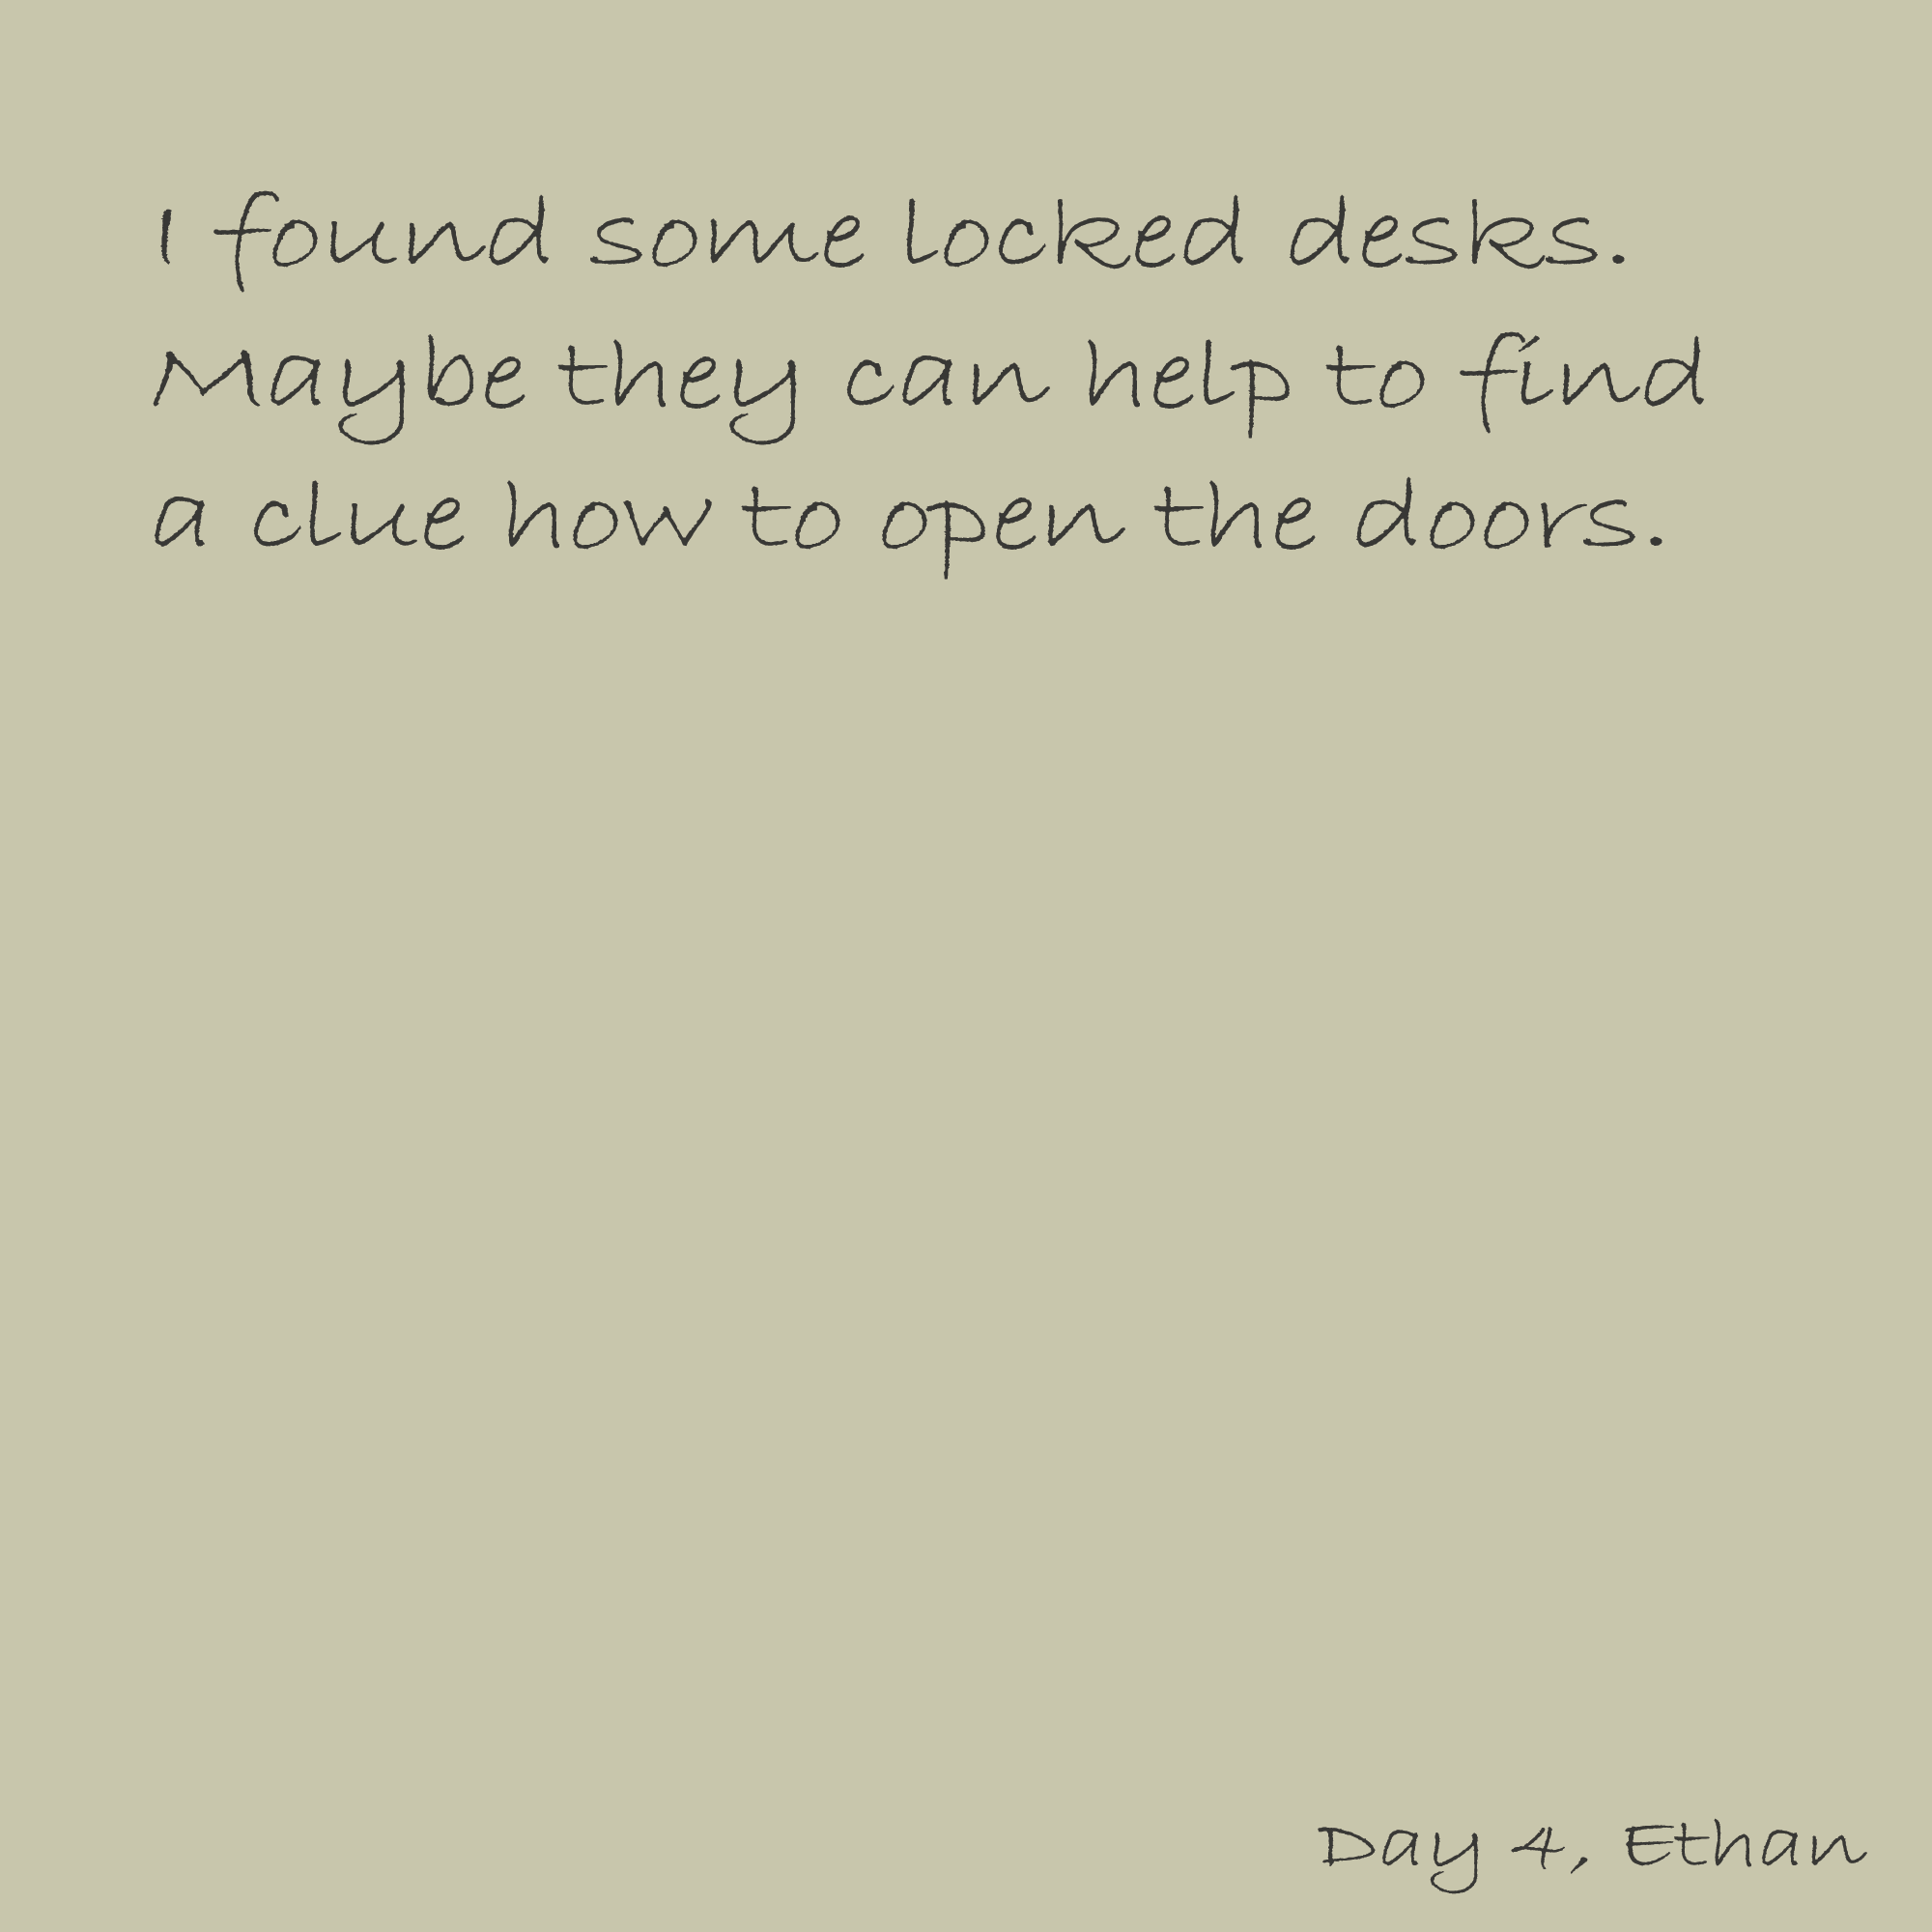 I found some locked desks.
Maybe they can help to find
a clue how to open the doors.
Day 4, Ethan